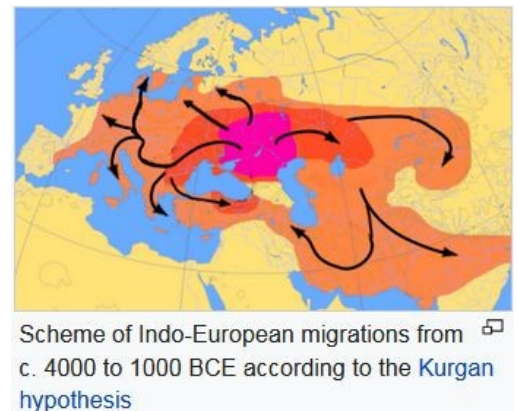 Scheme of Indo-European migrations from
c. 4000 to 1000 BCE according to the Kurgan
hypothesis